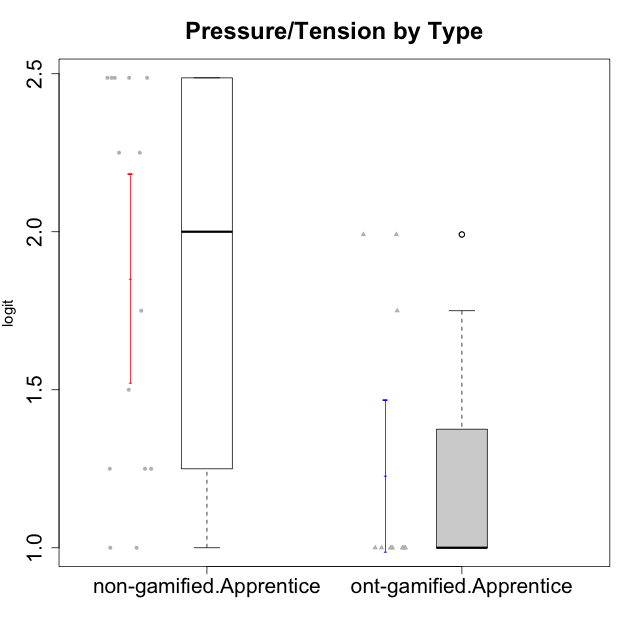 Pressure/Tension by Type
logit
2.5
2.0
1.5
1.0
non-gamified.Apprentice ont-gamified.Apprentice